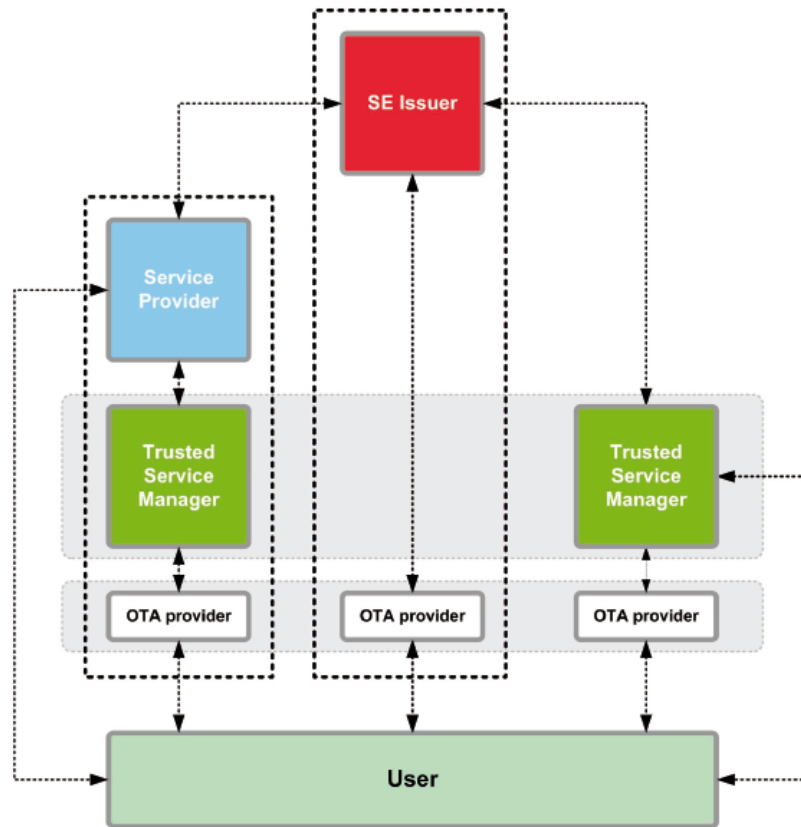 SE Issuer
Service
Provider
Trusted
Service
Manager
Trusted
Service
Manager
OTA provider
OTA provider
OTA provider
User